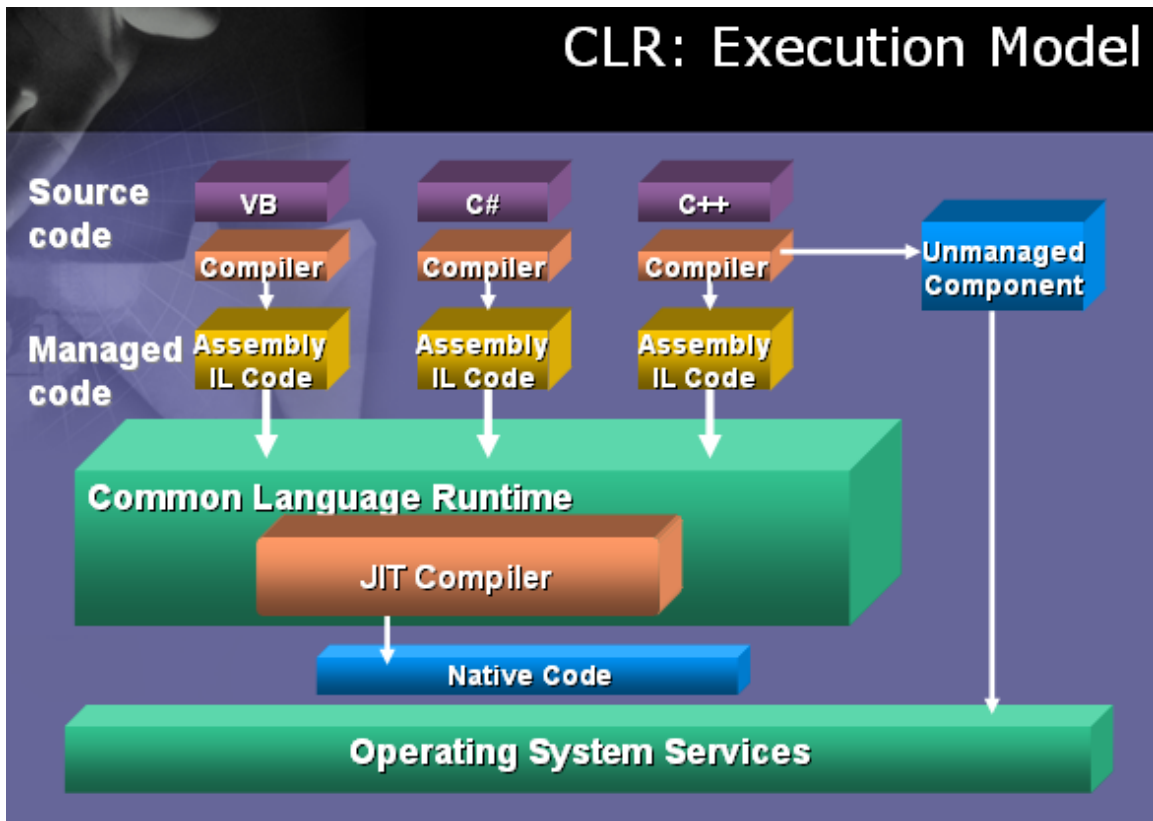 CLR: Execution Model
Source
code
VB
C#
C++
Compiler
Compiler
Compiler
Unmanaged
Component
Managed
code
Assembly
IL Code
Assembly
IL Code
Assembly
IL Code
Common Language Runtime
JIT Compiler
Native Code
Operating System Services